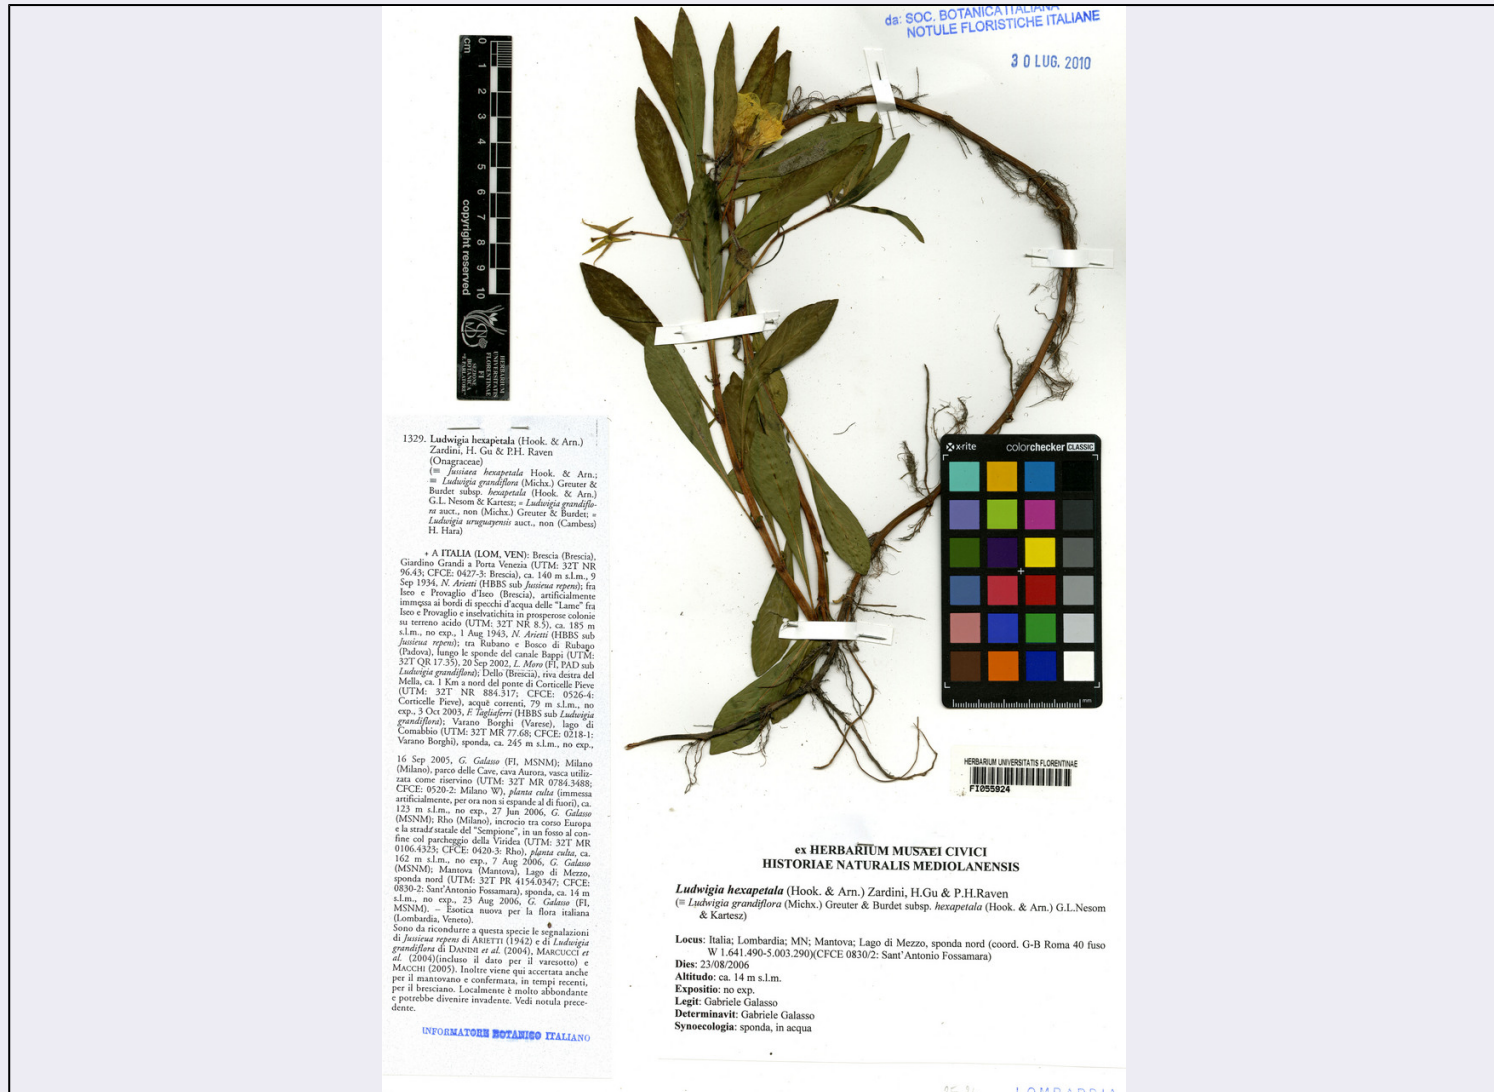 da: SOC. BOTANICA ITALIANA
NOTULE FLORISTICHE ITALIANE
30 LUG. 2010
cm
0 1 2 3 4 5 6 7 8 9 10
copyright reserved
HERBARIUM
UNIVERSITATIS
FLORENTINAE
FI
SEZIONE
BOTANICA
1329. Ludwigia hexapetala (Hook. & Arn.)
Zardini, H. Gu & P.H. Raven
(Onagraceae)
(≡ Jussiaea hexapetala Hook. & Arn.;
≡ Ludwigia grandiflora (Michx.) Greuter &
Burdet subsp. hexapetala (Hook. & Arn.)
G.L. Nesom & Kartesz; = Ludwigia grandiflo-
ra auct., non (Michx.) Greuter & Burdet; =
Ludwigia uruguayensis auct., non (Cambess)
H. Hara)
+ A ITALIA (LOM, VEN): Brescia (Brescia),
Giardino Grandi a Porta Venezia (UTM: 32T NR
96.43; CFCE: 0427-3: Brescia), ca. 140 m s.l.m., 9
Sep 1934, N. Arietti (HBBS sub Jussieua repens); fra
Iseo e Provaglio d'Iseo (Brescia), artificialmente
immessa ai bordi di specchi d'acqua delle "Lame" fra
Iseo e Provaglio e inselvatichita in prosperose colonie
su terreno acido (UTM: 32T NR 8.5), ca. 185 m
s.l.m., no exp., 1 Aug 1943, N. Arietti (HBBS sub
Jussieua repens); tra Rubano e Bosco di Rubano
(Padova), lungo le sponde del canale Bappi (UTM:
32T QR 17.35), 20 Sep 2002, L. Moro (FI, PAD sub
Ludwigia grandiflora); Dello (Brescia), riva destra del
Mella, ca. 1 Km a nord del ponte di Corticelle Pieve
(UTM: 32T NR 884.317; CFCE: 0526-4:
Corticelle Pieve), acque correnti, 79 m s.l.m., no
exp., 3 Oct 2003, F. Tagliaferri (HBBS sub Ludwigia
grandiflora); Varano Borghi (Varese), lago di
Comabbio (UTM: 32T MR 77.68; CFCE: 0218-1:
Varano Borghi), sponda, ca. 245 m s.l.m., no exp.,
16 Sep 2005, G. Galasso (FI, MSNM); Milano
(Milano), parco delle Cave, cava Aurora, vasca utiliz-
zata come riservino (UTM: 32T MR 0784.3488;
CFCE: 0520-2: Milano W), planta culta (immessa
artificialmente, per ora non si espande al di fuori), ca.
123 m s.l.m., no exp., 27 Jun 2006, G. Galasso
(MSNM); Rho (Milano), incrocio tra corso Europa
e la strada statale del "Sempione", in un fosso al con-
fine col parcheggio della Viridea (UTM: 32T MR
0106.4323; CFCE: 0420-3: Rho), planta culta, ca.
162 m s.l.m., no exp., 7 Aug 2006, G. Galasso
(MSNM); Mantova (Mantova), Lago di Mezzo,
sponda nord (UTM: 32T PR 4154.0347; CFCE:
0830-2: Sant'Antonio Fossamara), sponda, ca. 14 m
s.l.m., no exp., 23 Aug 2006, G. Galasso (FI,
MSNM). – Esotica nuova per la flora italiana
(Lombardia, Veneto).
Sono da ricondurre a questa specie le segnalazioni
di Jussieua repens di ARIETTI (1942) e di Ludwigia
grandiflora di DANINI et al. (2004), MARCUCCI et
al. (2004)(incluso il dato per il varesotto) e
MACCHI (2005). Inoltre viene qui accertata anche
per il mantovano e confermata, in tempi recenti,
per il bresciano. Localmente è molto abbondante
e potrebbe divenire invadente. Vedi notula prece-
dente.
INFORMATORE BOTANICO ITALIANO
x-rite colorchecker CLASSIC
mm
HERBARIUM UNIVERSITATIS FLORENTINAE
FI055924
ex HERBARIUM MUSAEI CIVICI
HISTORIAE NATURALIS MEDIOLANENSIS
Ludwigia hexapetala (Hook. & Arn.) Zardini, H.Gu & P.H.Raven
(≡ Ludwigia grandiflora (Michx.) Greuter & Burdet subsp. hexapetala (Hook. & Arn.) G.L.Nesom
& Kartesz)
Locus: Italia; Lombardia; MN; Mantova; Lago di Mezzo, sponda nord (coord. G-B Roma 40 fuso
W 1.641.490-5.003.290)(CFCE 0830/2: Sant'Antonio Fossamara)
Dies: 23/08/2006
Altitudo: ca. 14 m s.l.m.
Expositio: no exp.
Legit: Gabriele Galasso
Determinavit: Gabriele Galasso
Synoecologia: sponda, in acqua
LOMBARDIA